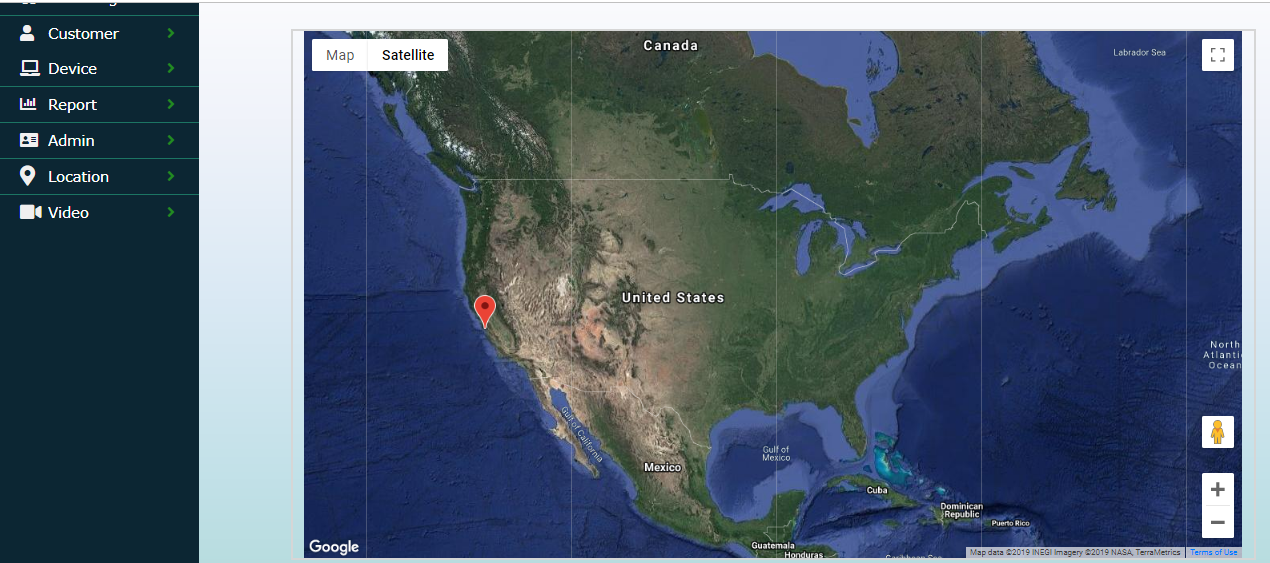 Customer
Device
Report
Admin
Location
Video
Map
Satellite
Canada
Labrador Sea
United States
North
Atlantic
Ocean
Gulf of California
Gulf of
Mexico
Mexico
Cuba
Dominican
Republic
Puerto Rico
Guatemala
Honduras
Google
Map data ©2019 INEGI Imagery ©2019 NASA, TerraMetrics
Terms of Use